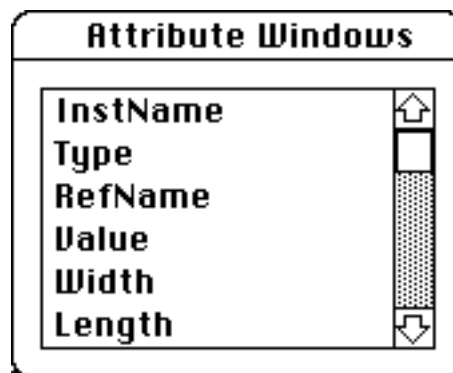 Attribute Windows
InstName
Type
RefName
Value
Width
Length